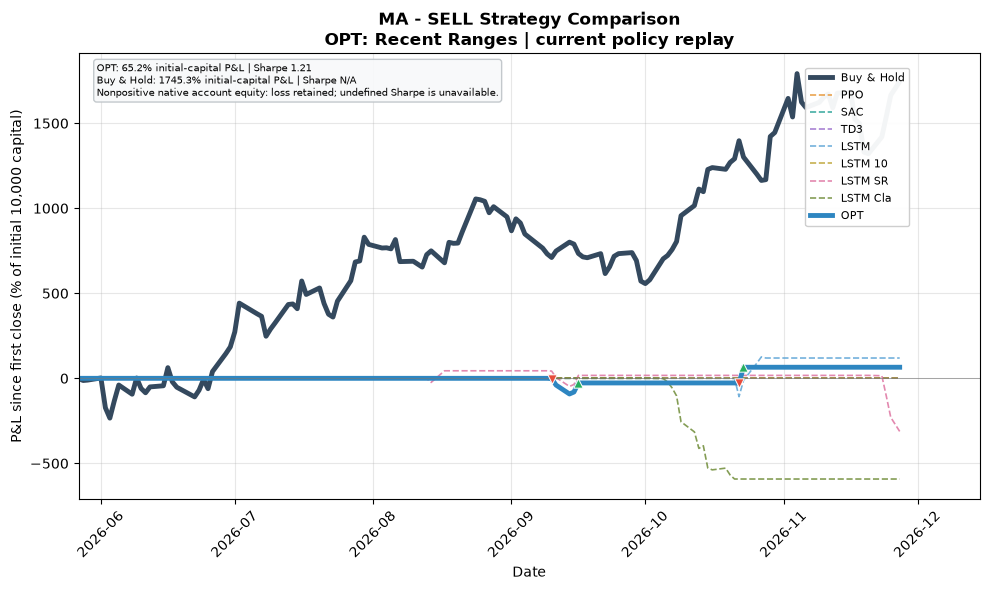 MA - SELL Strategy Comparison
OPT: Recent Ranges | current policy replay
OPT: 65.2% initial-capital P&L | Sharpe 1.21
Buy & Hold: 1745.3% initial-capital P&L | Sharpe N/A
Nonpositive native account equity: loss retained; undefined Sharpe is unavailable.
Buy & Hold
PPO
SAC
TD3
LSTM
LSTM 10
LSTM SR
LSTM Cla
OPT
P&L since first close (% of initial 10,000 capital)
1500
1000
500
0
−500
2026-06
2026-07
2026-08
2026-09
2026-10
2026-11
2026-12
Date